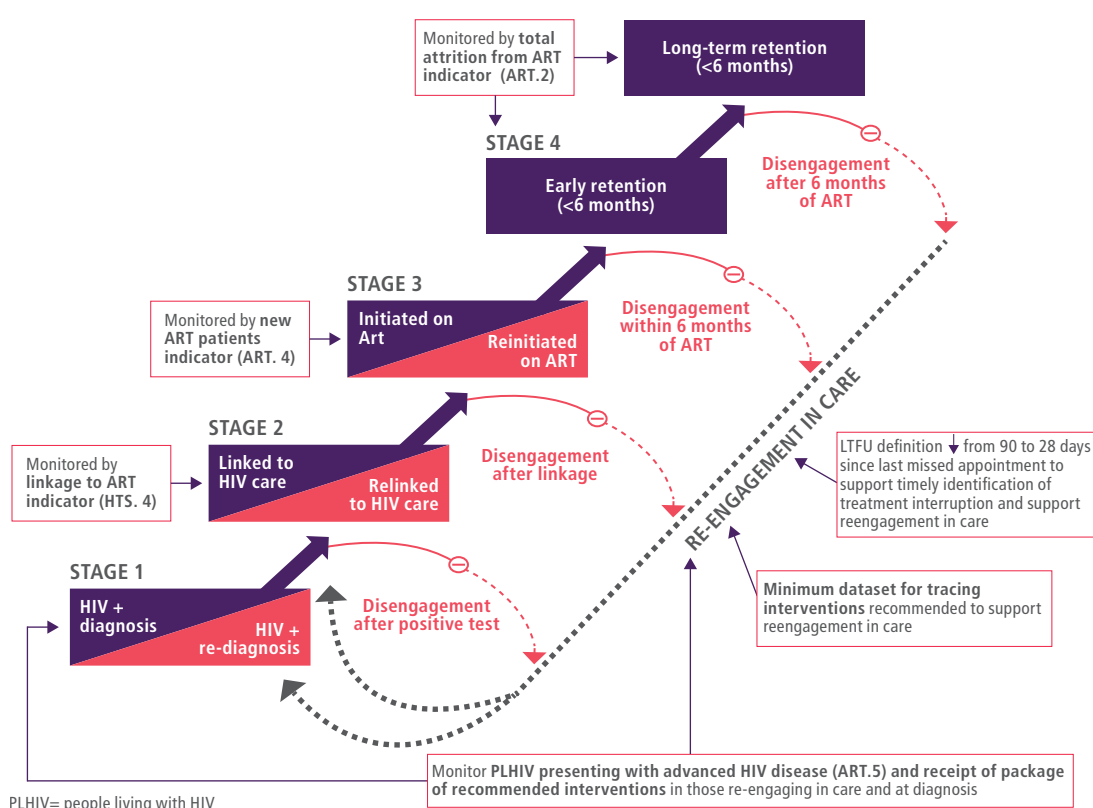 Monitored by total
attrition from ART
indicator (ART.2)
Long-term retention
(<6 months)
STAGE 4
Early retention
(<6 months)
Disengagement
after 6 months
of ART
STAGE 3
Monitored by new
ART patients
indicator (ART. 4)
Initiated on
Art
Reinitiated
on ART
Disengagement
within 6 months
of ART
STAGE 2
Monitored by
linkage to ART
indicator (HTS. 4)
Linked to
HIV care
Relinked
to HIV care
Disengagement
after linkage
RE-ENGAGEMENT IN CARE
LTFU definition from 90 to 28 days
since last missed appointment to
support timely identification of
treatment interruption and support
reengagement in care
STAGE 1
HIV +
diagnosis
HIV +
re-diagnosis
Disengagement
after positive test
Minimum dataset for tracing
interventions recommended to support
reengagement in care
Monitor PLHIV presenting with advanced HIV disease (ART.5) and receipt of package
of recommended interventions in those re-engaging in care and at diagnosis
PLHIV= people living with HIV